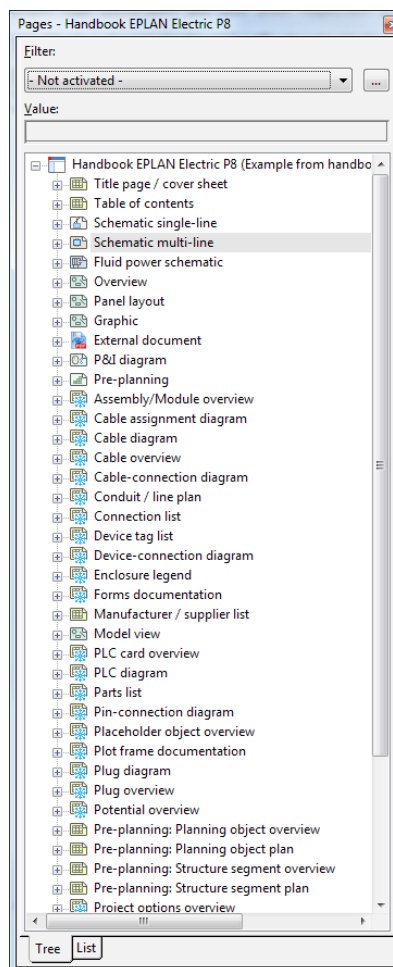 Pages - Handbook EPLAN Electric P8
Filter:
- Not activated -
...
Value:
Handbook EPLAN Electric P8 (Example from handbo
Title page / cover sheet
Table of contents
Schematic single-line
Schematic multi-line
Fluid power schematic
Overview
Panel layout
Graphic
External document
P&I diagram
Pre-planning
Assembly/Module overview
Cable assignment diagram
Cable diagram
Cable overview
Cable-connection diagram
Conduit / line plan
Connection list
Device tag list
Device-connection diagram
Enclosure legend
Forms documentation
Manufacturer / supplier list
Model view
PLC card overview
PLC diagram
Parts list
Pin-connection diagram
Placeholder object overview
Plot frame documentation
Plug diagram
Plug overview
Potential overview
Pre-planning: Planning object overview
Pre-planning: Planning object plan
Pre-planning: Structure segment overview
Pre-planning: Structure segment plan
Project options overview
Tree List